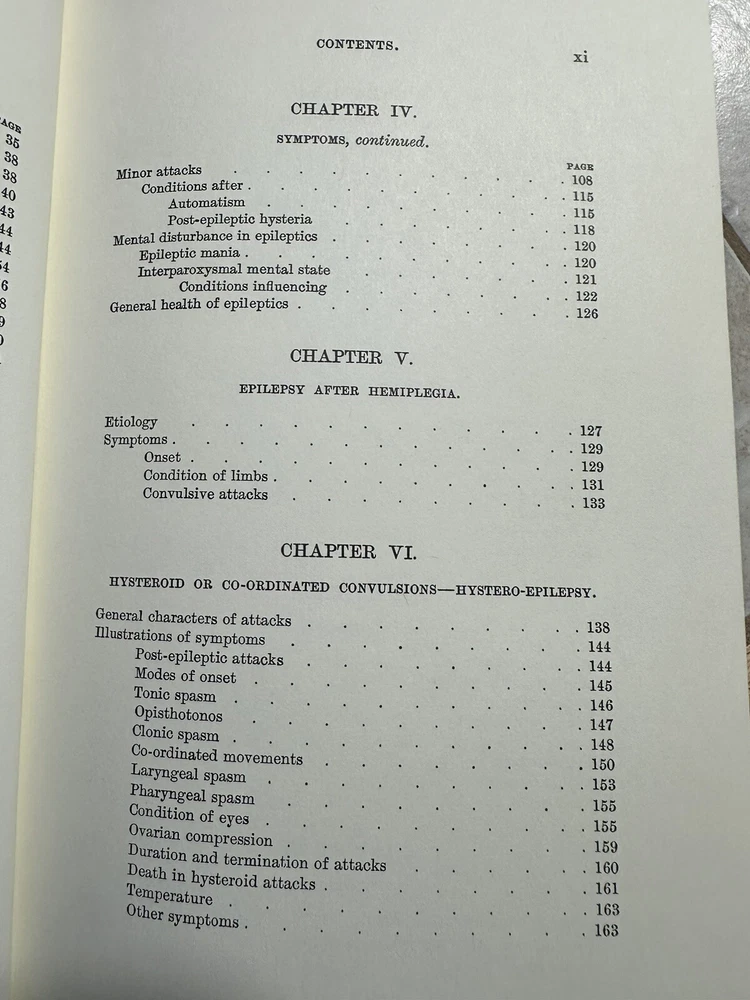 AGE
35
38
38
40
43
CONTENTS.
xi
CHAPTER IV.
SYMPTOMS, continued.
PAGE
Minor attacks . . . . . . . . . . 108
Conditions after . . . . . . . . . 115
Automatism . . . . . . . . 115
Post-epileptic hysteria . . . . . . . 118
Mental disturbance in epileptics . . . . . . . 120
Epileptic mania . . . . . . . . . 120
Interparoxysmal mental state . . . . . . 121
Conditions influencing . . . . . . 122
General health of epileptics . . . . . . . . 126
CHAPTER V.
EPILEPSY AFTER HEMIPLEGIA.
Etiology . . . . . . . . . . . 127
Symptoms . . . . . . . . . . . 129
Onset . . . . . . . . . . 129
Condition of limbs . . . . . . . . 131
Convulsive attacks . . . . . . . . 133
CHAPTER VI.
HYSTEROID OR CO-ORDINATED CONVULSIONS—HYSTERO-EPILEPSY.
General characters of attacks . . . . . . . . 138
Illustrations of symptoms . . . . . . . . 144
Post-epileptic attacks . . . . . . . 144
Modes of onset . . . . . . . . 145
Tonic spasm . . . . . . . . . 146
Opisthotonos . . . . . . . . 147
Clonic spasm . . . . . . . . . 148
Co-ordinated movements . . . . . . . 150
Laryngeal spasm . . . . . . . . 153
Pharyngeal spasm . . . . . . . . 155
Condition of eyes . . . . . . . . 155
Ovarian compression . . . . . . . . 159
Duration and termination of attacks . . . . . 160
Death in hysteroid attacks . . . . . . . 161
Temperature . . . . . . . . . 163
Other symptoms . . . . . . . . . 163